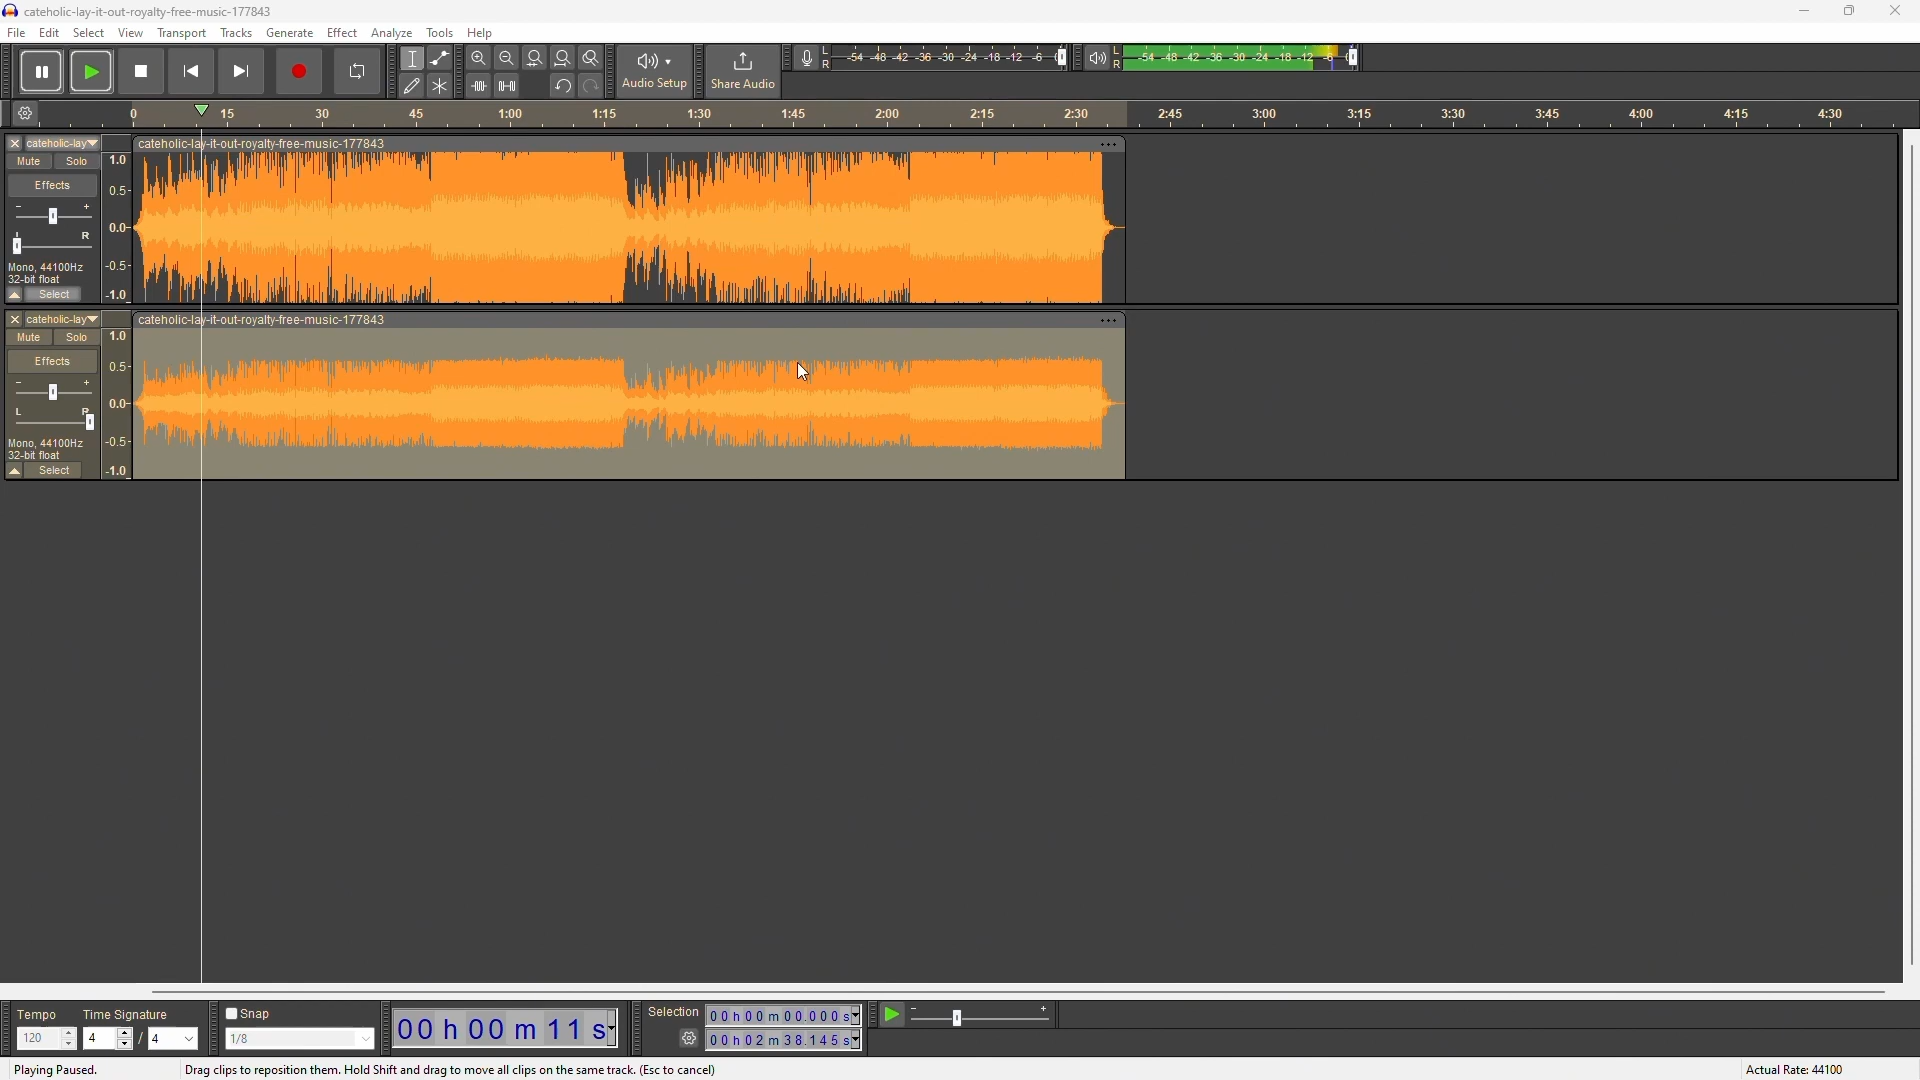 cateholic-lay-it-out-royalty-free-music-177843
File Edit Select View Transport Tracks Generate Effect Analyze Tools Help
Audio Setup Share Audio
L -54 -48 -42 -36 -30 -24 -18 -12 -6 0
R
L -54 -48 -42 -36 -30 -24 -18 -12 -6 0
R
0 15 30 45 1:00 1:15 1:30 1:45 2:00 2:15 2:30 2:45 3:00 3:15 3:30 3:45 4:00 4:15 4:30
cateholic-lay cateholic-lay-it-out-royalty-free-music-177843 ...
Mute Solo 1.0
Effects 0.5
- +
0.0
L R
-0.5
Mono, 44100Hz
32-bit float
Select -1.0
cateholic-lay cateholic-lay-it-out-royalty-free-music-177843 ...
Mute Solo 1.0
Effects 0.5
- +
0.0
L R
-0.5
Mono, 44100Hz
32-bit float
Select -1.0
Tempo Time Signature Snap
120 4 / 4 1/8
00 h 00 m 11 s
Selection 00 h 00 m 00.000 s
00 h 02 m 38.145 s
- +
Playing Paused. Drag clips to reposition them. Hold Shift and drag to move all clips on the same track. (Esc to cancel) Actual Rate: 44100